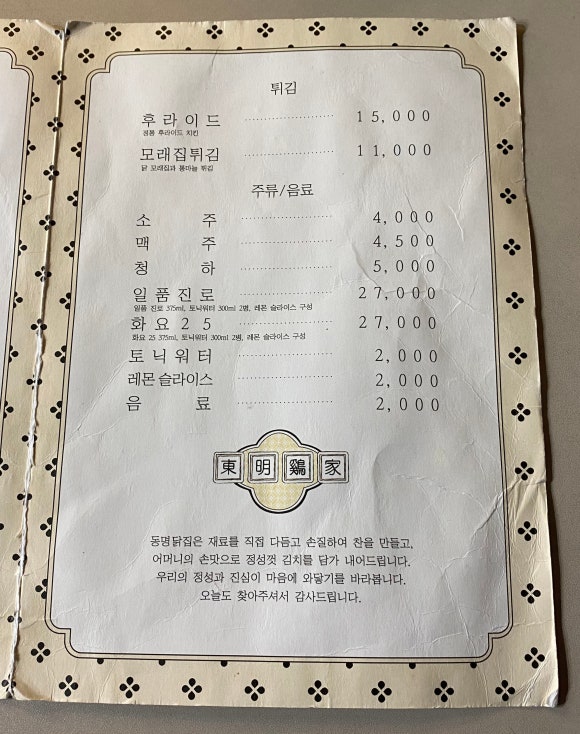 튀김
후라이드 15,000
점봉 후라이드 치킨
모래집튀김 11,000
닭 모래집과 통마늘 튀김
주류/음료
소 주 4,000
맥 주 4,500
청 하 5,000
일품진로 27,000
일품 진로 375ml, 토닉워터 300ml 2병, 레몬 슬라이스 구성
화요25 27,000
화요 25 375ml, 토닉워터 300ml 2병, 레몬 슬라이스 구성
토닉워터 2,000
레몬슬라이스 2,000
음 료 2,000
東明鷄家
동명닭집은 재료를 직접 다듬고 손질하여 찬을 만들고,
어머니의 손맛으로 정성껏 김치를 담가 내어드립니다.
우리의 정성과 진심이 마음에 와닿기를 바라봅니다.
오늘도 찾아주셔서 감사드립니다.